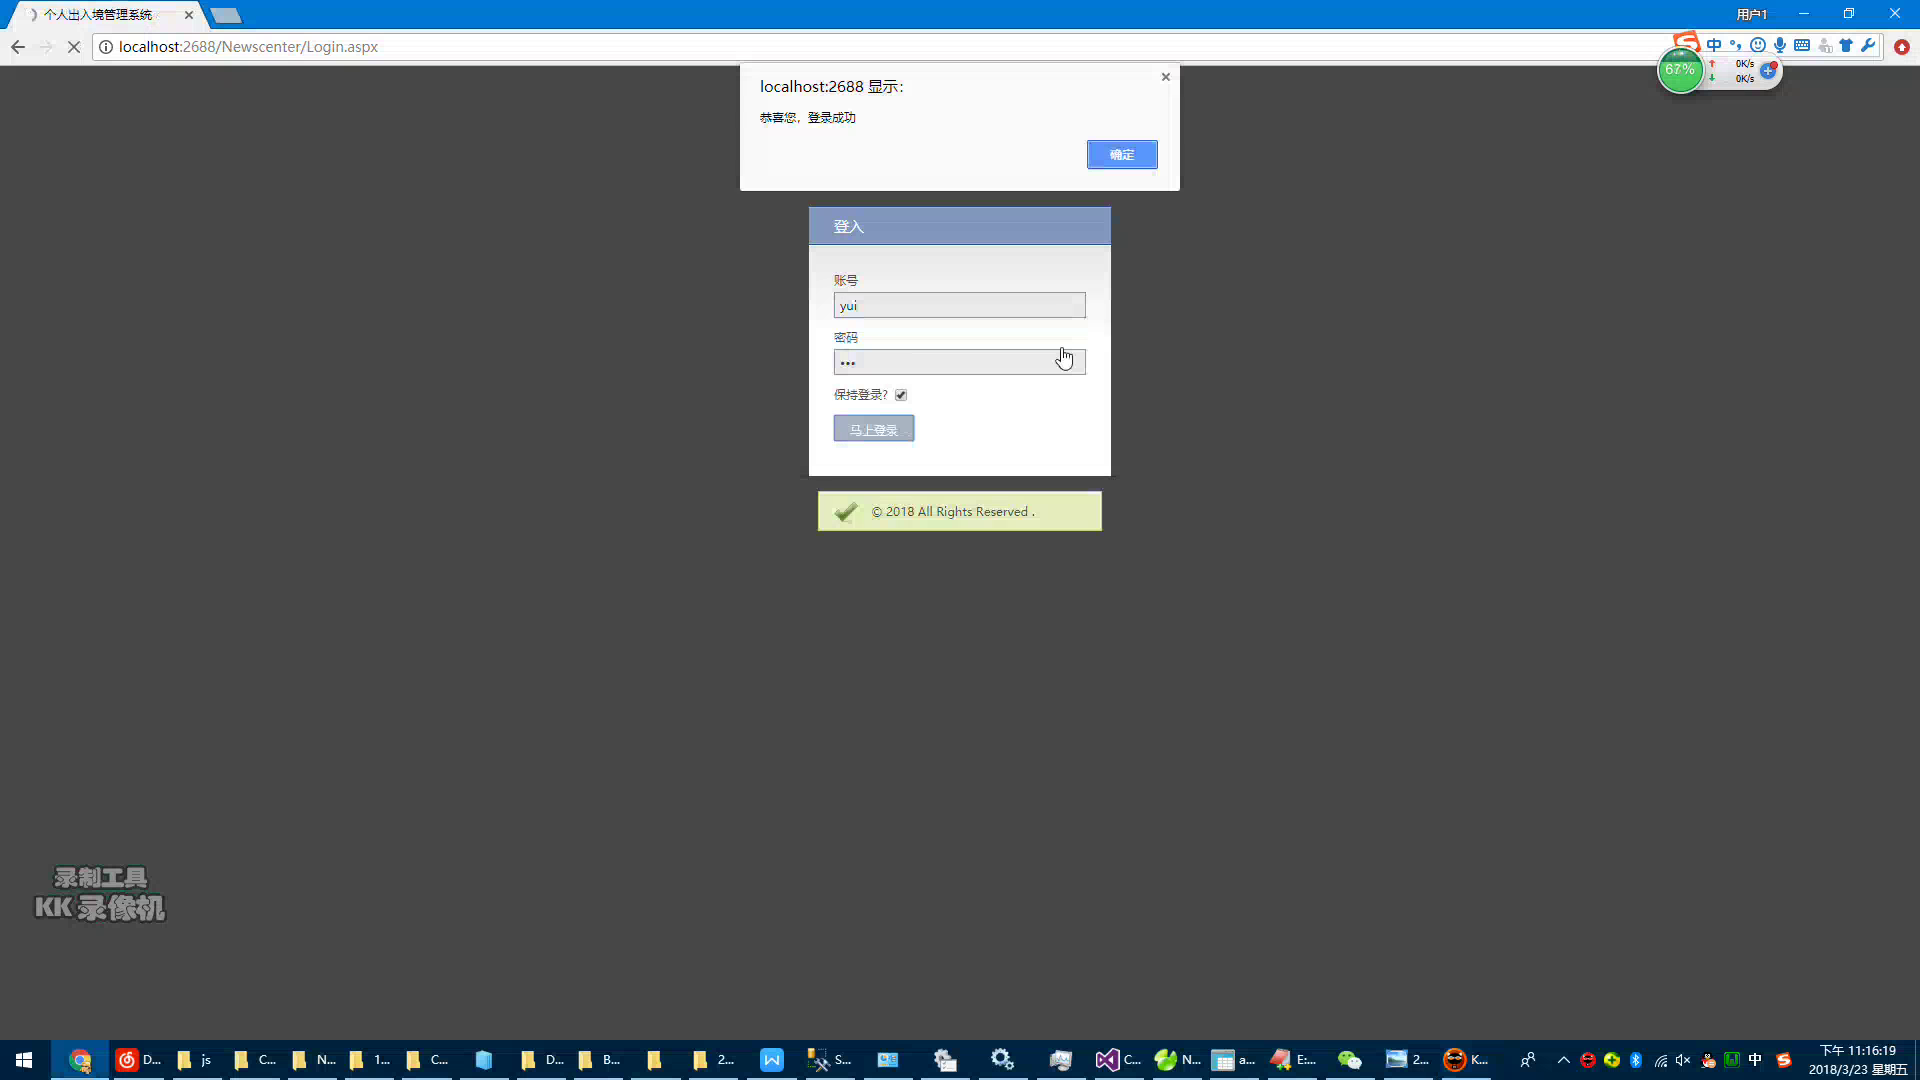 个人出入境管理系统
用户1
localhost:2688/Newscenter/Login.aspx
中
67%
0K/s
0K/s
localhost:2688 显示:
恭喜您，登录成功
确定
登入
账号
yui
密码
•••
保持登录?
马上登录
© 2018 All Rights Reserved .
录制工具
KK 录像机
D...
js
C...
N...
1...
C...
D...
B...
2...
S...
C...
N...
a...
E:...
2...
K...
中
下午 11:16:19
2018/3/23 星期五